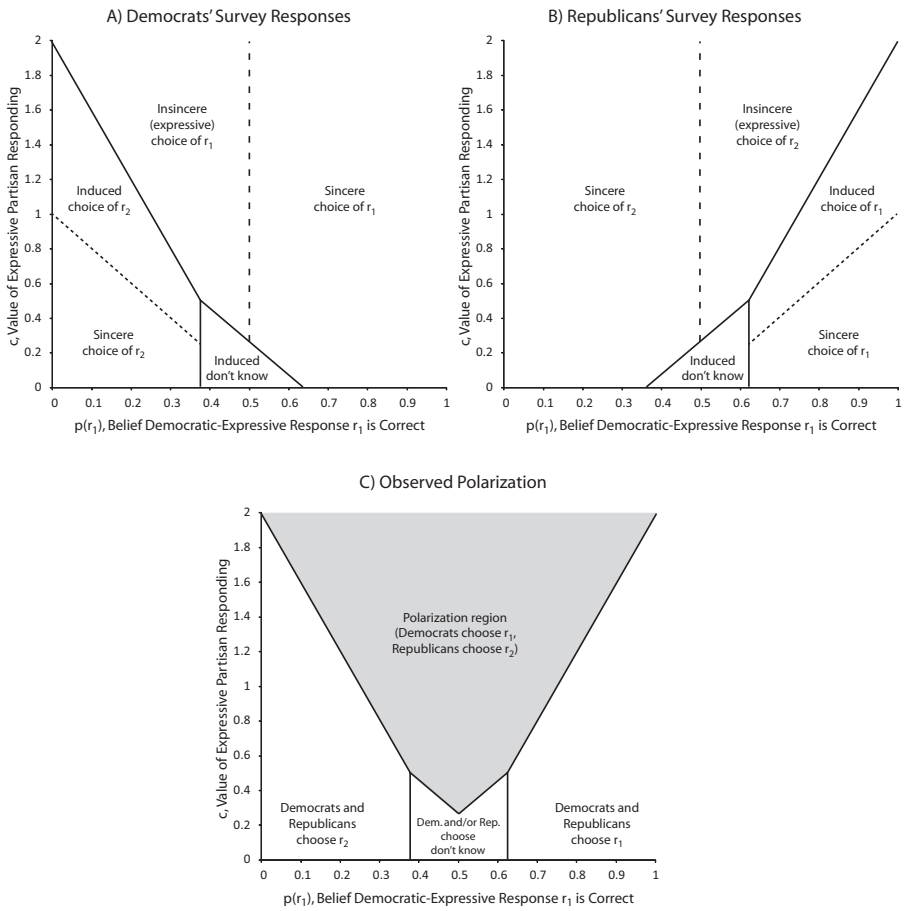 A) Democrats’ Survey Responses
c, Value of Expressive Partisan Responding
2
1.8
1.6
1.4
1.2
1
0.8
0.6
0.4
0.2
0
Insincere
(expressive)
choice of r1
Induced
choice of r2
Sincere
choice of r1
Sincere
choice of r2
Induced
don’t know
0 0.1 0.2 0.3 0.4 0.5 0.6 0.7 0.8 0.9 1
p(r1), Belief Democratic-Expressive Response r1 is Correct
B) Republicans’ Survey Responses
c, Value of Expressive Partisan Responding
2
1.8
1.6
1.4
1.2
1
0.8
0.6
0.4
0.2
0
Insincere
(expressive)
choice of r2
Sincere
choice of r2
Induced
choice of r1
Sincere
choice of r1
Induced
don’t know
0 0.1 0.2 0.3 0.4 0.5 0.6 0.7 0.8 0.9 1
p(r1), Belief Democratic-Expressive Response r1 is Correct
C) Observed Polarization
c, Value of Expressive Partisan Responding
2
1.8
1.6
1.4
1.2
1
0.8
0.6
0.4
0.2
0
Polarization region
(Democrats choose r1,
Republicans choose r2)
Democrats and
Republicans
choose r2
Dem. and/or Rep.
choose
don’t know
Democrats and
Republicans
choose r1
0 0.1 0.2 0.3 0.4 0.5 0.6 0.7 0.8 0.9 1
p(r1), Belief Democratic-Expressive Response r1 is Correct